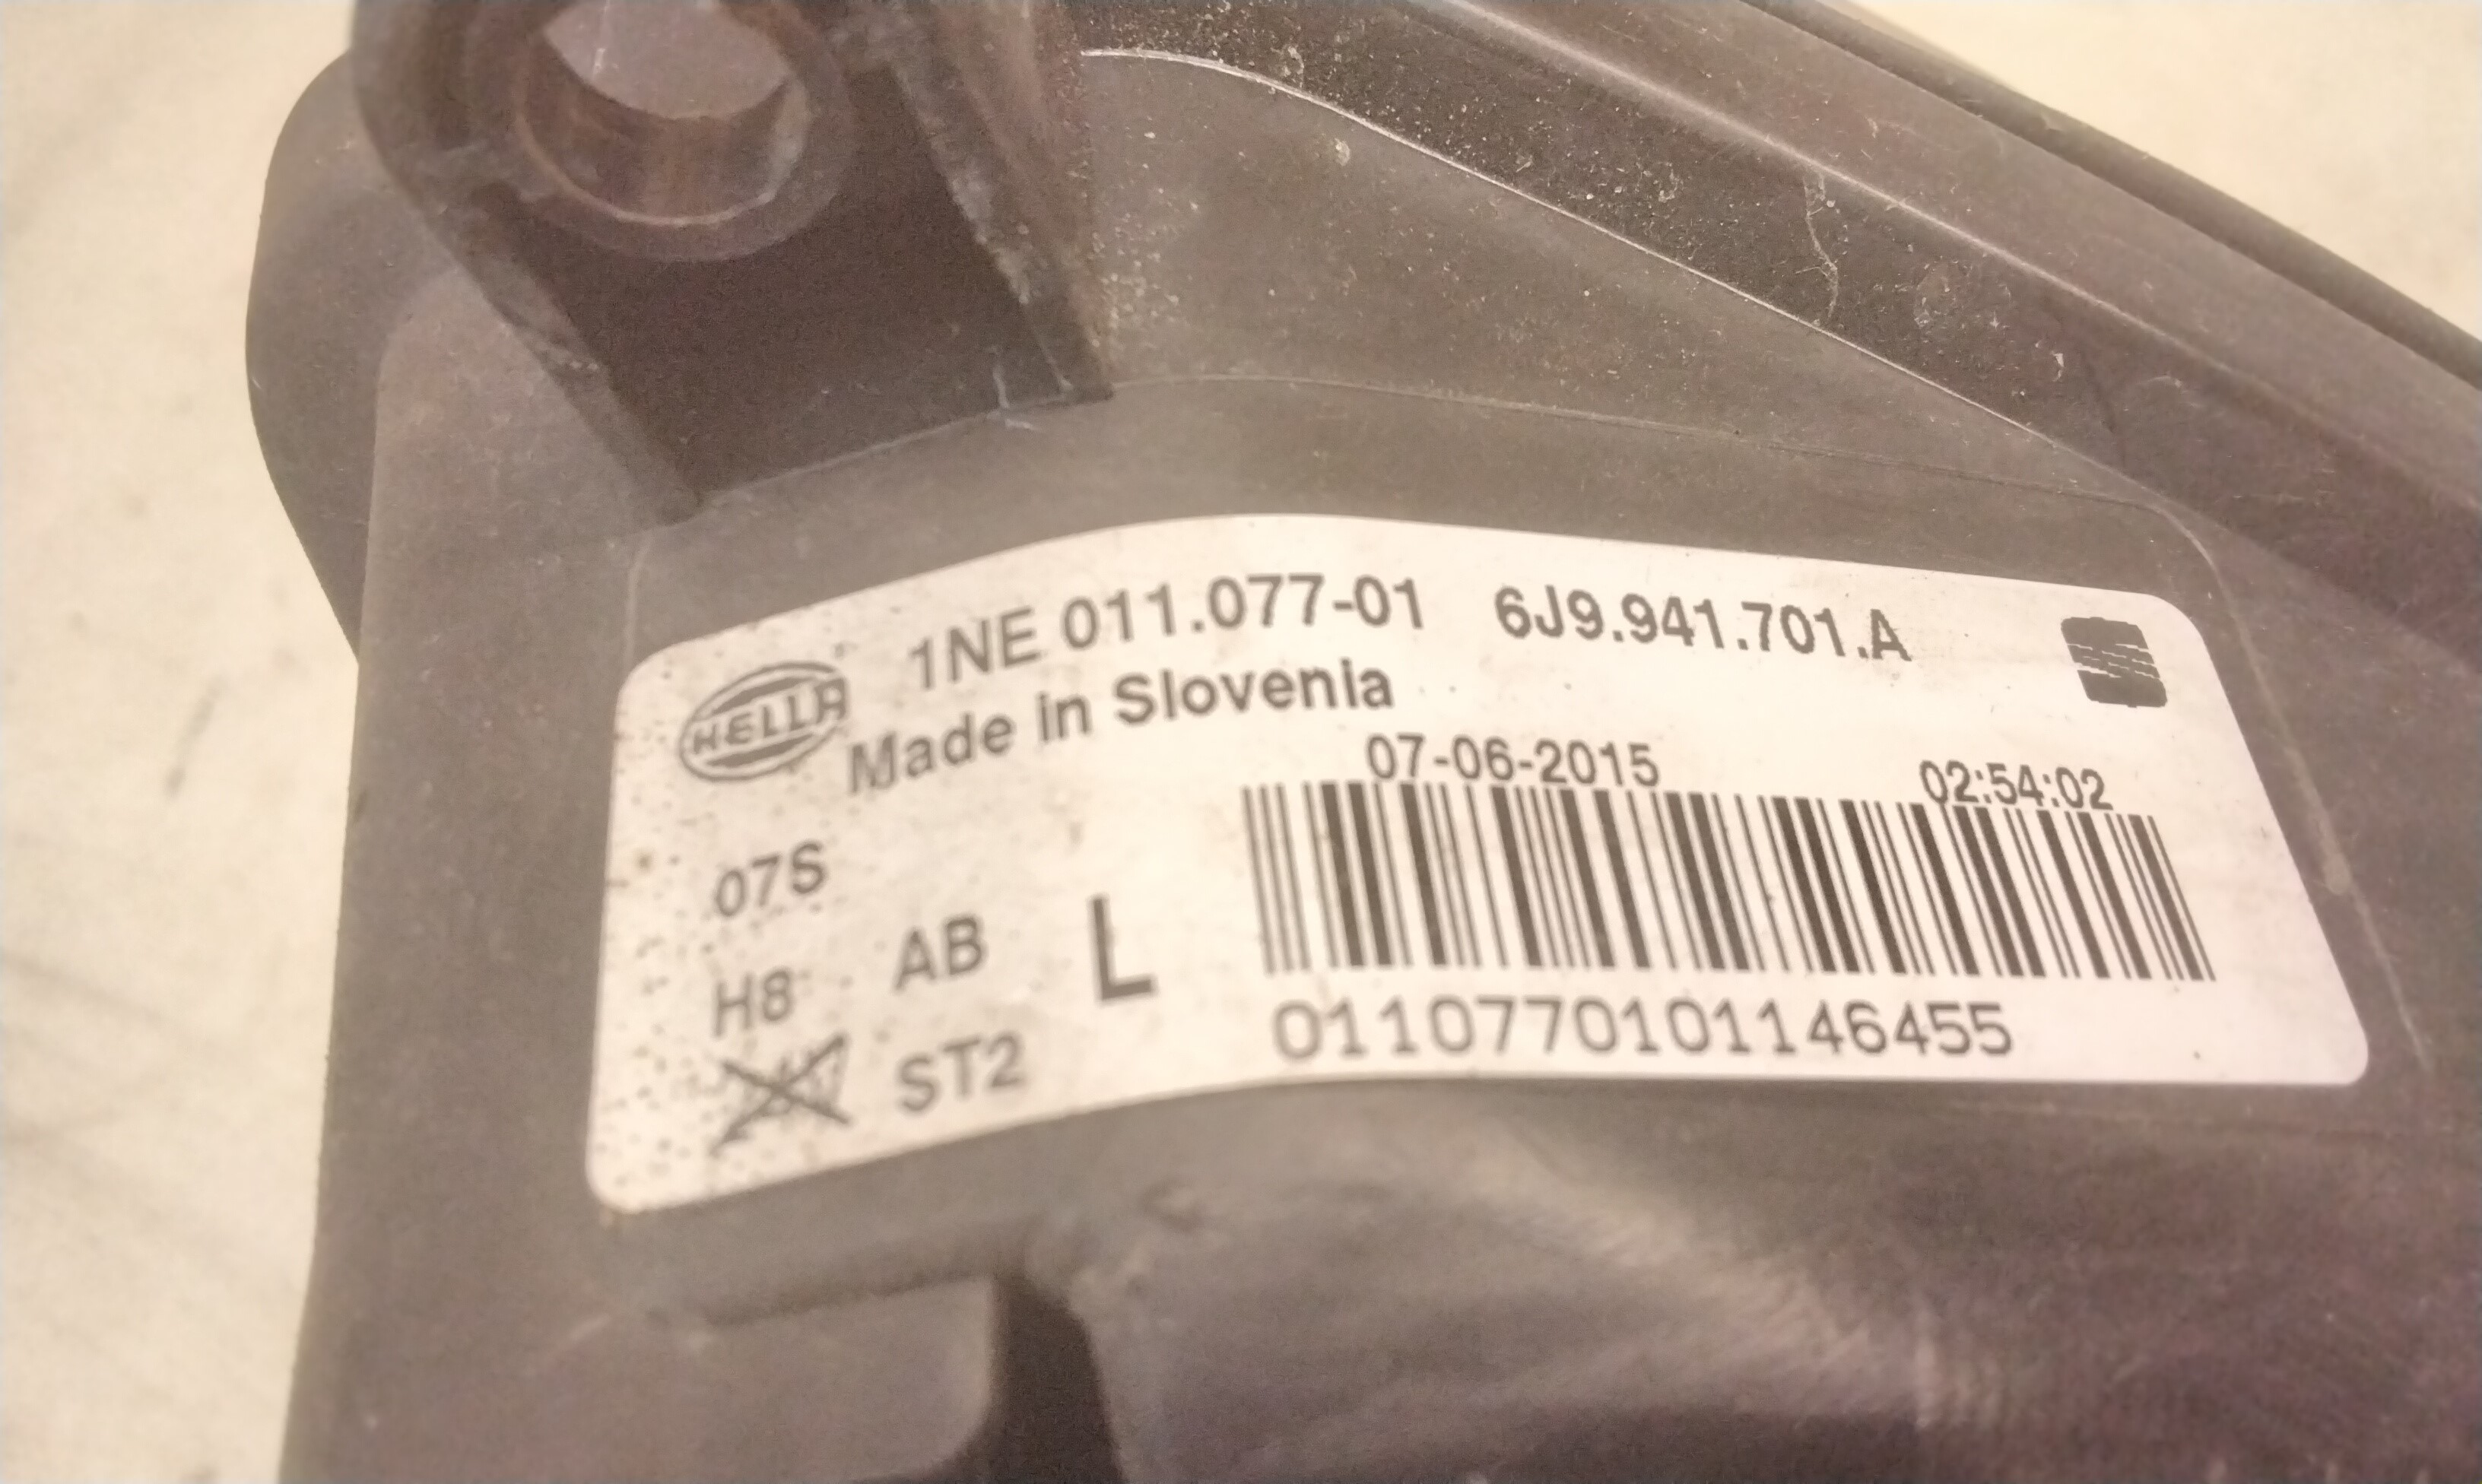 HELLA 1NE 011.077-01 6J9.941.701.A
Made in Slovenia
07-06-2015 02:54:02
07S
H8 AB L
ST2
0110770101146455